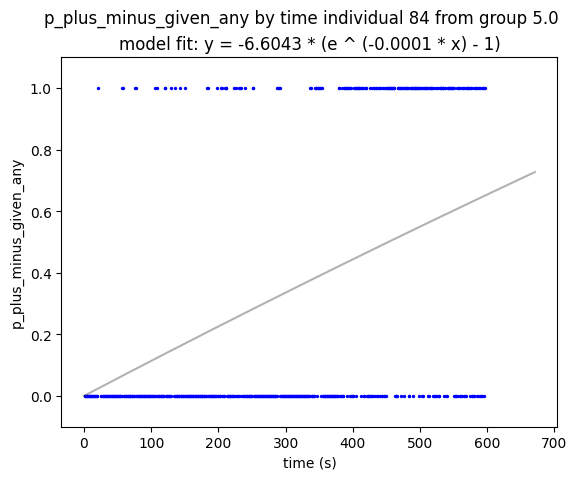 p_plus_minus_given_any by time individual 84 from group 5.0
model fit: y = -6.6043 * (e ^ (-0.0001 * x) - 1)
1.0
0.8
0.6
0.4
0.2
0.0
p_plus_minus_given_any
0 100 200 300 400 500 600 700
time (s)